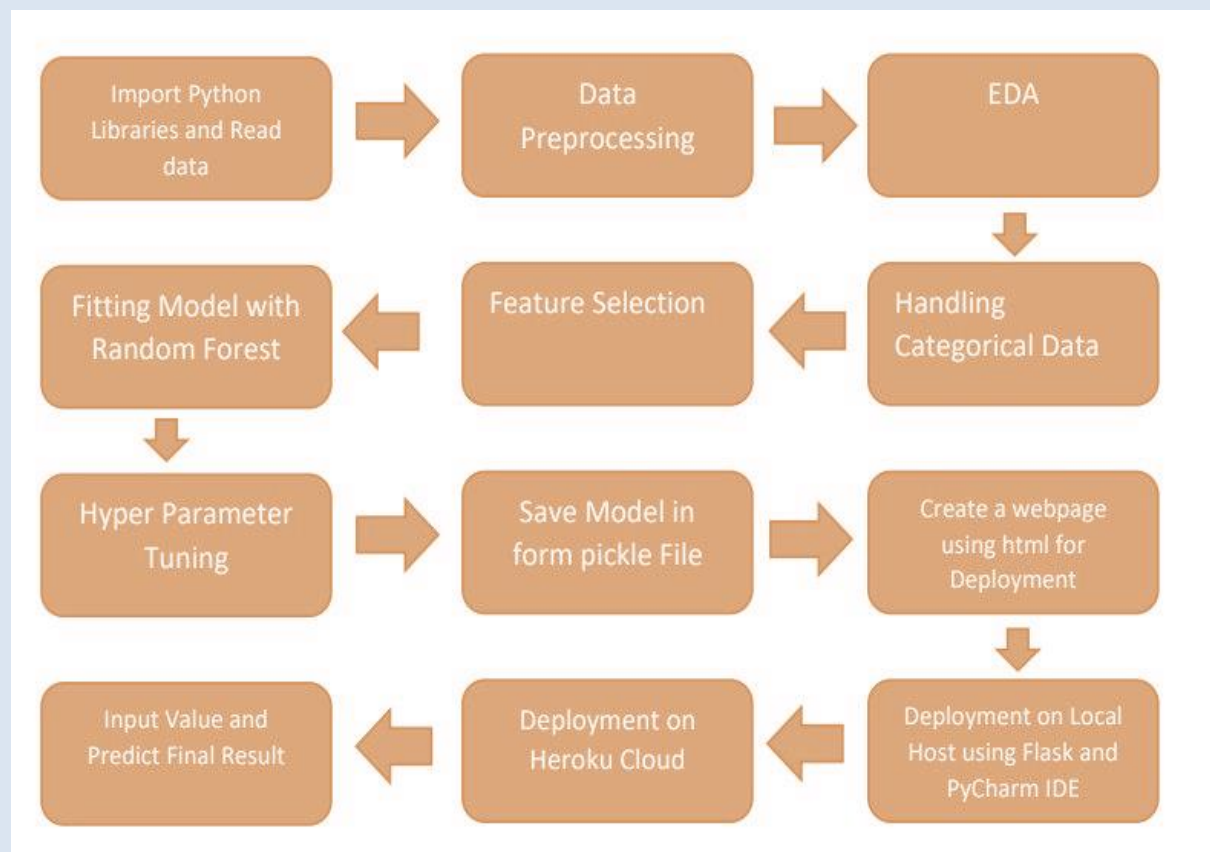 Import Python
Libraries and Read
data
Data
Preprocessing
EDA
Handling
Categorical Data
Feature Selection
Fitting Model with
Random Forest
Hyper Parameter
Tuning
Save Model in
form pickle File
Create a webpage
using html for
Deployment
Deployment on Local
Host using Flask and
PyCharm IDE
Deployment on
Heroku Cloud
Input Value and
Predict Final Result